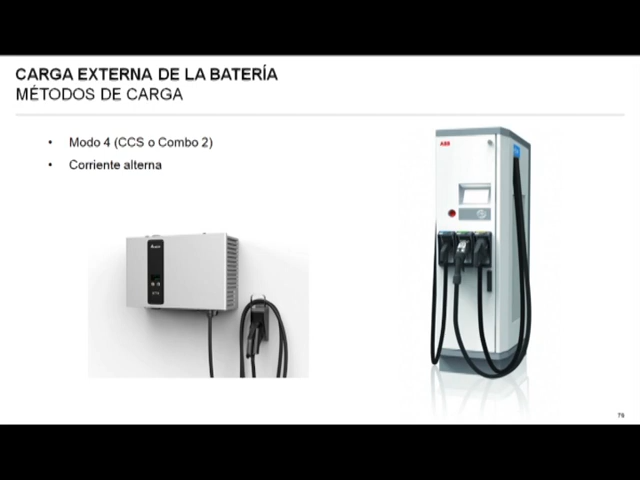 CARGA EXTERNA DE LA BATERÍA
MÉTODOS DE CARGA
• Modo 4 (CCS o Combo 2)
• Corriente alterna
ABB
79